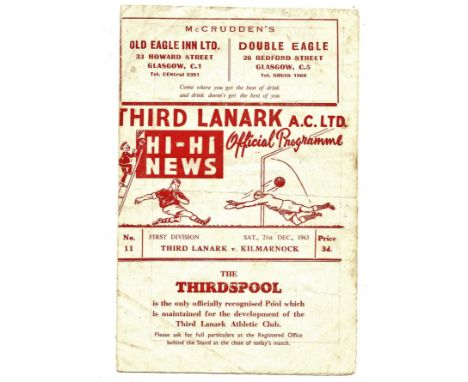 McCRUDDEN'S
OLD EAGLE INN LTD.
33 HOWARD STREET
GLASGOW, C.1
Tel. CENtral 2351
DOUBLE EAGLE
26 BEDFORD STREET
GLASGOW, C.5
Tel. SOUth 1969
Come where you get the best of drink
and drink doesn't get the best of you
THIRD LANARK A.C. LTD.
HI-HI
NEWS
Official Programme
No.
11
FIRST DIVISION SAT., 21st DEC., 1963
THIRD LANARK v. KILMARNOCK
Price
3d.
THE
THIRDSPOOL
is the only officially recognised Pool which
is maintained for the development of the
Third Lanark Athletic Club.
Please ask for full particulars at the Registered Office
behind the Stand at the close of today's match.